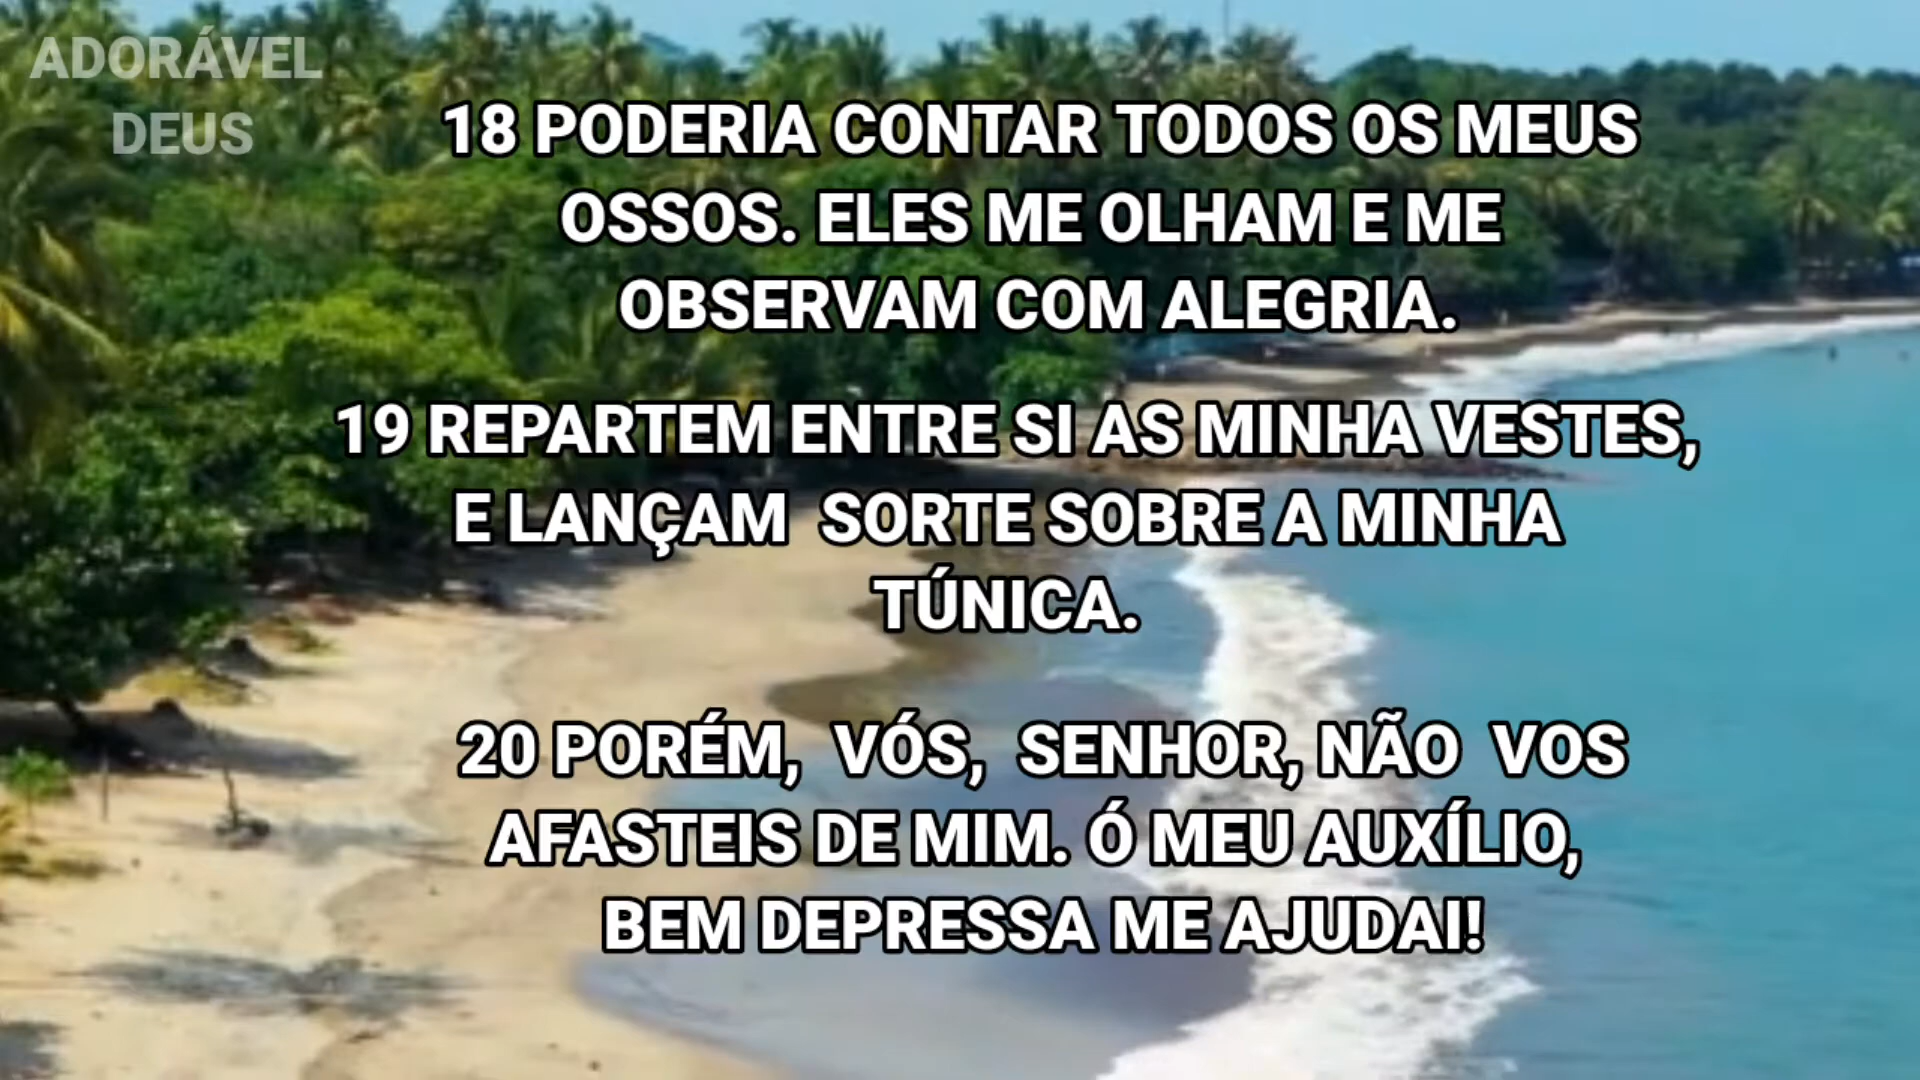 ADORÁVEL
DEUS
18 PODERIA CONTAR TODOS OS MEUS
OSSOS. ELES ME OLHAM E ME
OBSERVAM COM ALEGRIA.
19 REPARTEM ENTRE SI AS MINHA VESTES,
E LANÇAM SORTE SOBRE A MINHA
TÚNICA.
20 PORÉM, VÓS, SENHOR, NÃO VOS
AFASTEIS DE MIM. Ó MEU AUXÍLIO,
BEM DEPRESSA ME AJUDAI!